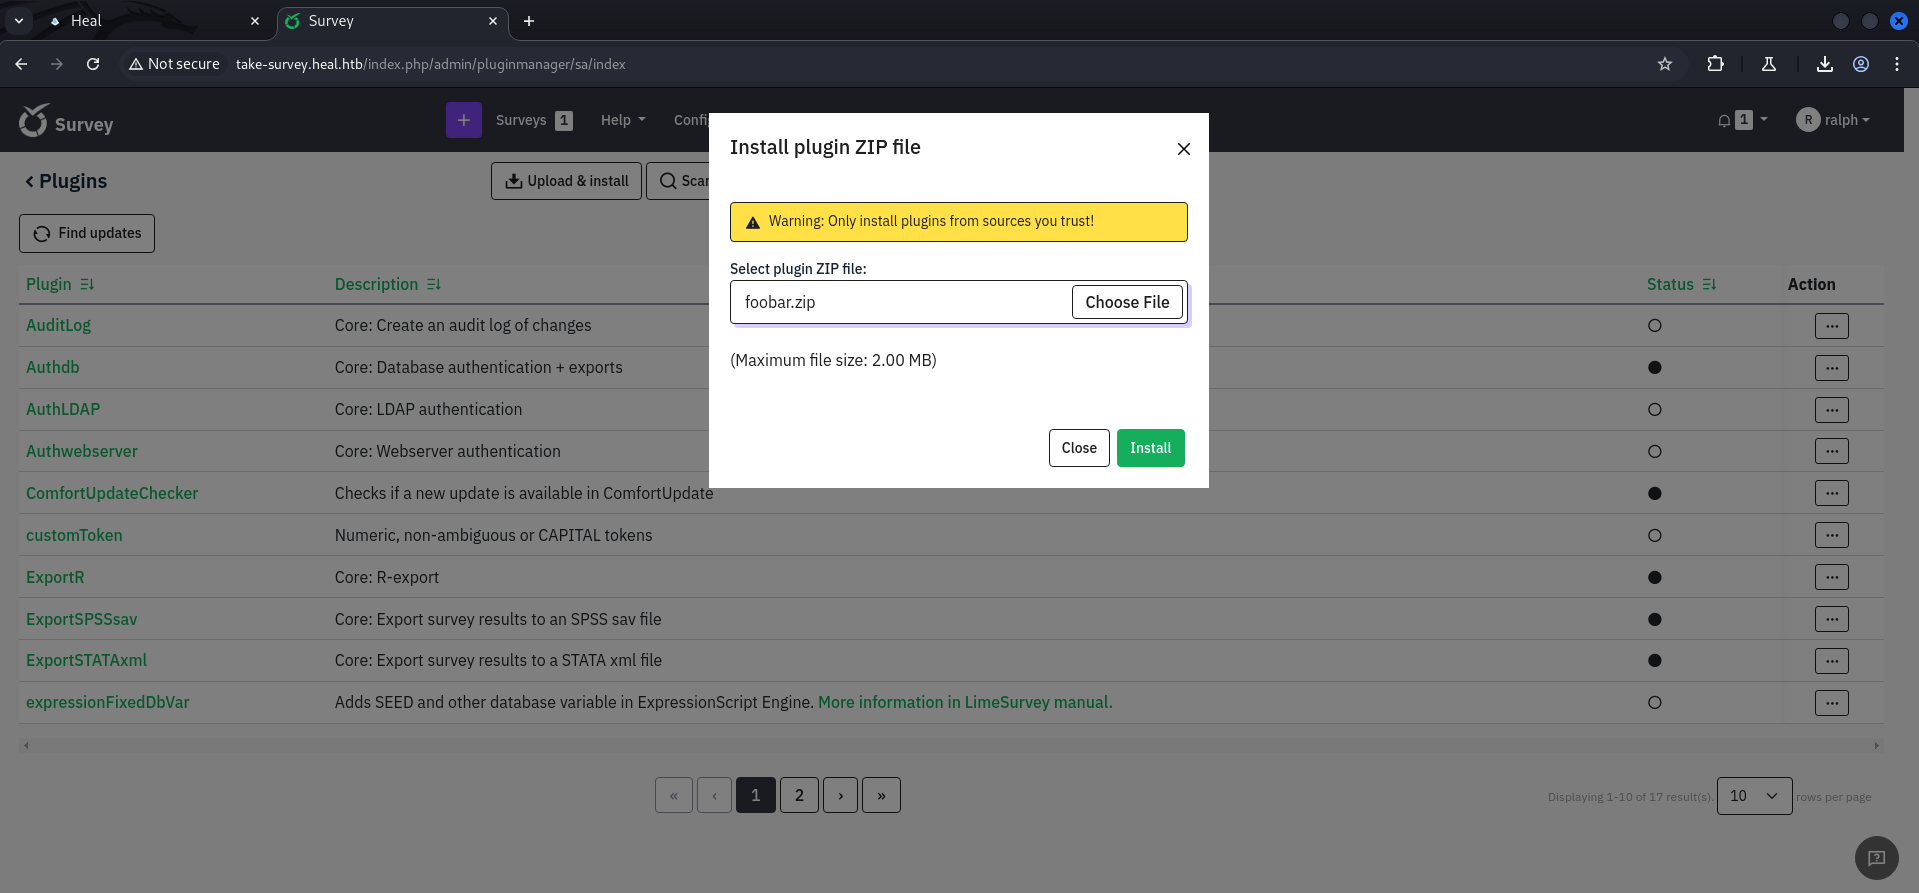 Heal
Survey
Not secure take-survey.heal.htb/index.php/admin/pluginmanager/sa/index
Survey
Surveys 1
Help
1
R ralph
Plugins
Upload & install
Find updates
Install plugin ZIP file
Warning: Only install plugins from sources you trust!
Select plugin ZIP file:
foobar.zip Choose File
(Maximum file size: 2.00 MB)
Close Install
Plugin Description Status Action
AuditLog Core: Create an audit log of changes
Authdb Core: Database authentication + exports
AuthLDAP Core: LDAP authentication
Authwebserver Core: Webserver authentication
ComfortUpdateChecker Checks if a new update is available in ComfortUpdate
customToken Numeric, non-ambiguous or CAPITAL tokens
ExportR Core: R-export
ExportSPSSsav Core: Export survey results to an SPSS sav file
ExportSTATAxml Core: Export survey results to a STATA xml file
expressionFixedDbVar Adds SEED and other database variable in ExpressionScript Engine. More information in LimeSurvey manual.
« ‹ 1 2 › »
Displaying 1-10 of 17 result(s). 10 rows per page